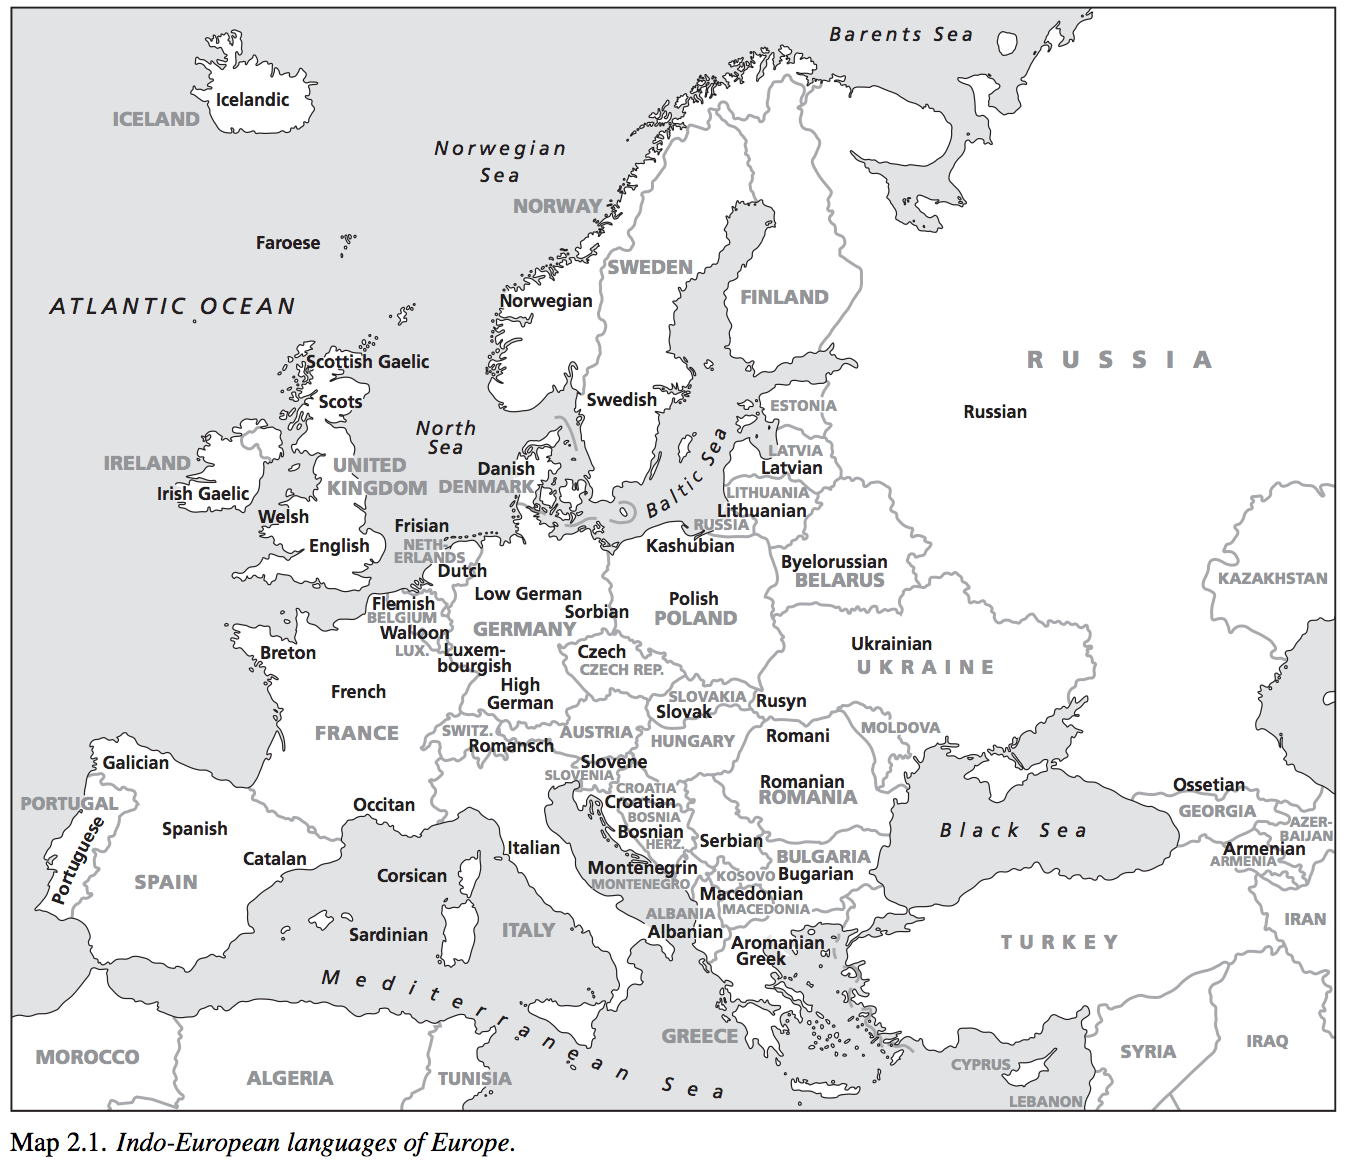 Barents Sea
Icelandic
ICELAND
Norwegian
Sea
NORWAY
Faroese
SWEDEN
FINLAND
ATLANTIC OCEAN
Norwegian
RUSSIA
Scottish Gaelic
Scots
Swedish
ESTONIA
Russian
North
Sea
Baltic Sea
LATVIA
Latvian
IRELAND
UNITED
KINGDOM
Danish
DENMARK
Irish Gaelic
LITHUANIA
Lithuanian
Welsh
Frisian
RUSSIA
English
NETH-
ERLANDS
Kashubian
Dutch
Byelorussian
BELARUS
KAZAKHSTAN
Low German
Flemish
BELGIUM
Sorbian
Polish
POLAND
Walloon
GERMANY
LUX.
Luxem-
bourgish
Breton
Czech
CZECH REP.
Ukrainian
UKRAINE
French
High
German
SLOVAKIA
Slovak
Rusyn
FRANCE
SWITZ.
Romansch
AUSTRIA
HUNGARY
Romani
MOLDOVA
Galician
Slovene
SLOVENIA
Romanian
ROMANIA
Ossetian
PORTUGAL
Portuguese
Occitan
CROATIA
Croatian
BOSNIA
Bosnian
HERZ.
GEORGIA
AZER-
BAIJAN
Spanish
Italian
Serbian
Black Sea
Armenian
ARMENIA
Catalan
SPAIN
Corsican
Montenegrin
MONTENEGRO
KOSOVO
BULGARIA
Bugarian
Macedonian
MACEDONIA
ALBANIA
Albanian
IRAN
Sardinian
ITALY
Aromanian
Greek
TURKEY
Mediterranean Sea
GREECE
MOROCCO
ALGERIA
TUNISIA
CYPRUS
SYRIA
IRAQ
LEBANON
Map 2.1. Indo-European languages of Europe.